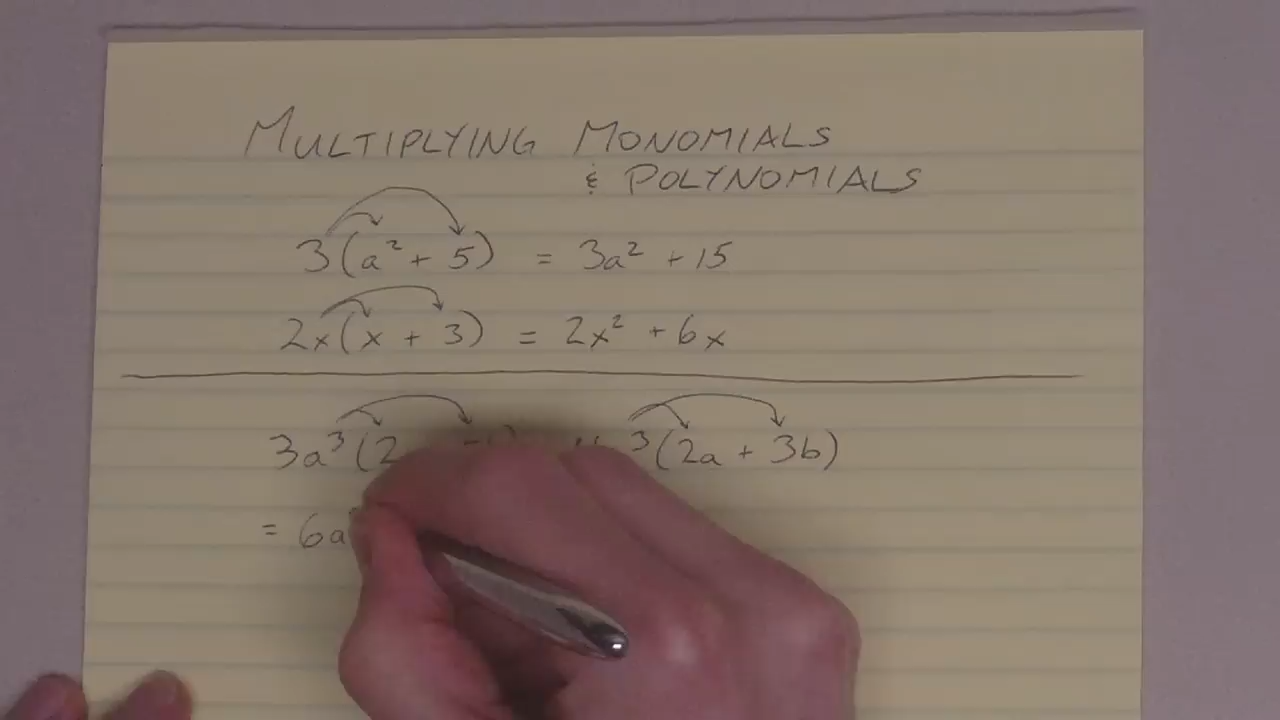 MULTIPLYING MONOMIALS
& POLYNOMIALS
3(a² + 5) = 3a² + 15
2x(x + 3) = 2x² + 6x
3a³(2 ³(2a + 3b)
= 6a